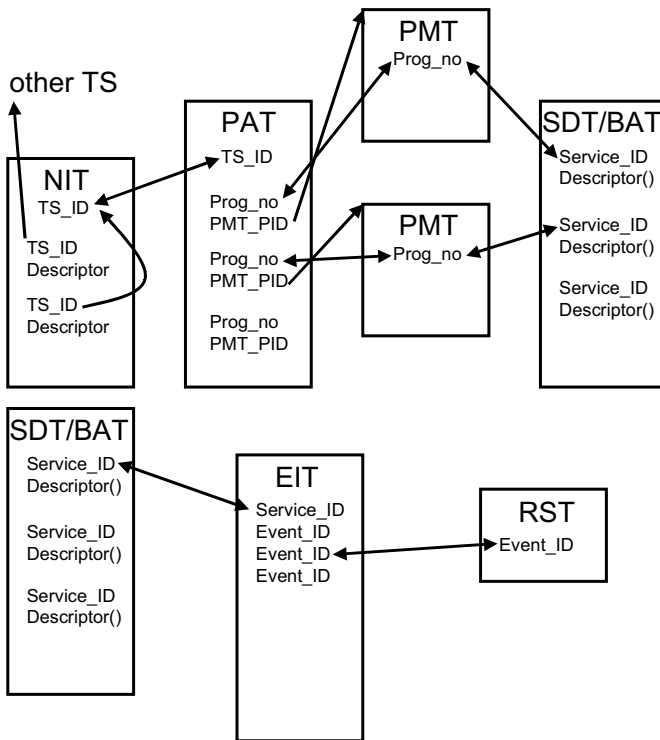 other TS
NIT
TS_ID
TS_ID
Descriptor
TS_ID
Descriptor
PAT
TS_ID
Prog_no
PMT_PID
Prog_no
PMT_PID
Prog_no
PMT_PID
PMT
Prog_no
PMT
Prog_no
SDT/BAT
Service_ID
Descriptor()
Service_ID
Descriptor()
Service_ID
Descriptor()
SDT/BAT
Service_ID
Descriptor()
Service_ID
Descriptor()
Service_ID
Descriptor()
EIT
Service_ID
Event_ID
Event_ID
Event_ID
RST
Event_ID